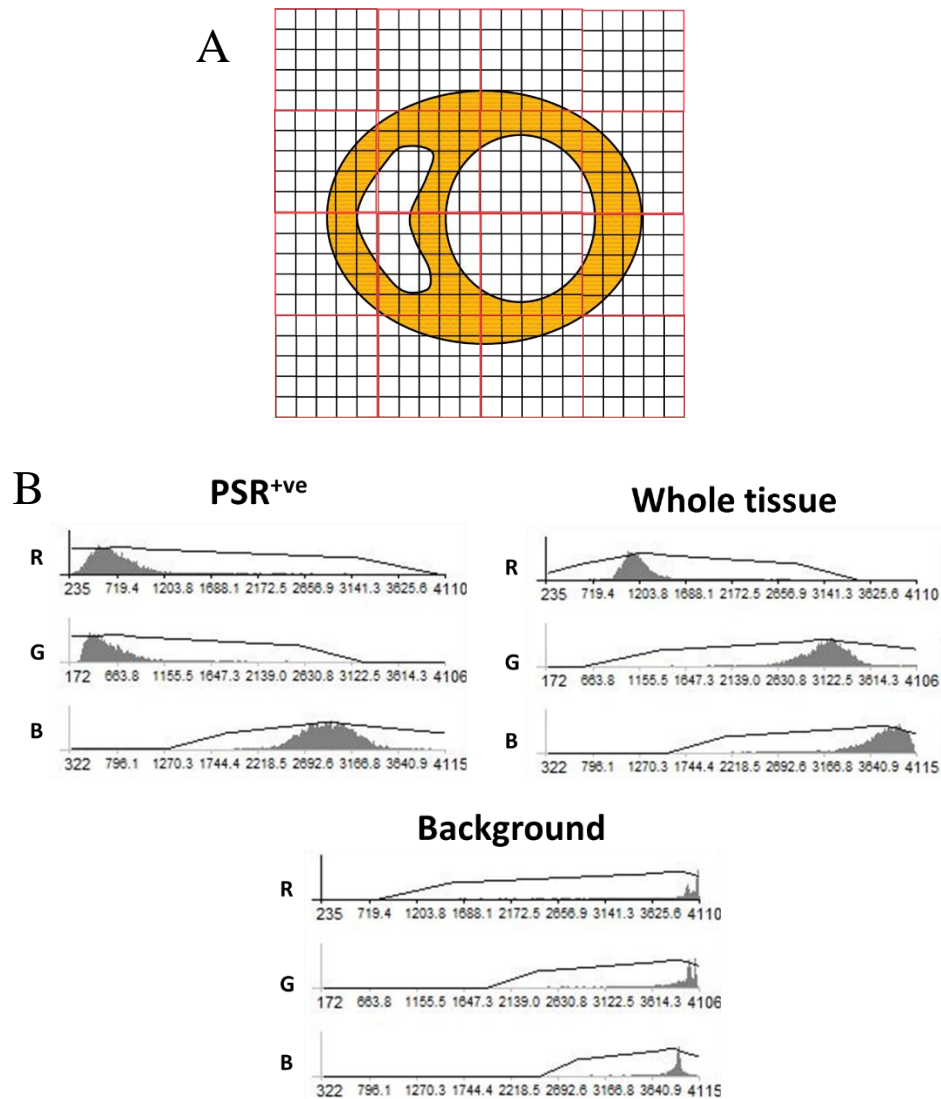 A
B
PSR+ve
R
235 719.4 1203.8 1688.1 2172.5 2656.9 3141.3 3625.6 4110
G
172 663.8 1155.5 1647.3 2139.0 2630.8 3122.5 3614.3 4106
B
322 796.1 1270.3 1744.4 2218.5 2692.6 3166.8 3640.9 4115
Whole tissue
R
235 719.4 1203.8 1688.1 2172.5 2656.9 3141.3 3625.6 4110
G
172 663.8 1155.5 1647.3 2139.0 2630.8 3122.5 3614.3 4106
B
322 796.1 1270.3 1744.4 2218.5 2692.6 3166.8 3640.9 4115
Background
R
235 719.4 1203.8 1688.1 2172.5 2656.9 3141.3 3625.6 4110
G
172 663.8 1155.5 1647.3 2139.0 2630.8 3122.5 3614.3 4106
B
322 796.1 1270.3 1744.4 2218.5 2692.6 3166.8 3640.9 4115